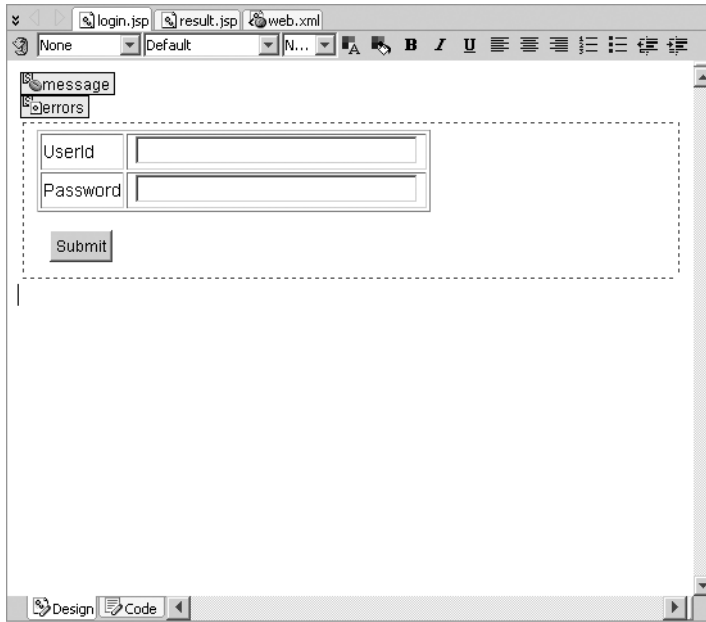 login.jsp result.jsp web.xml
None Default N... A B I U
message
errors
UserId
Password
Submit
Design Code